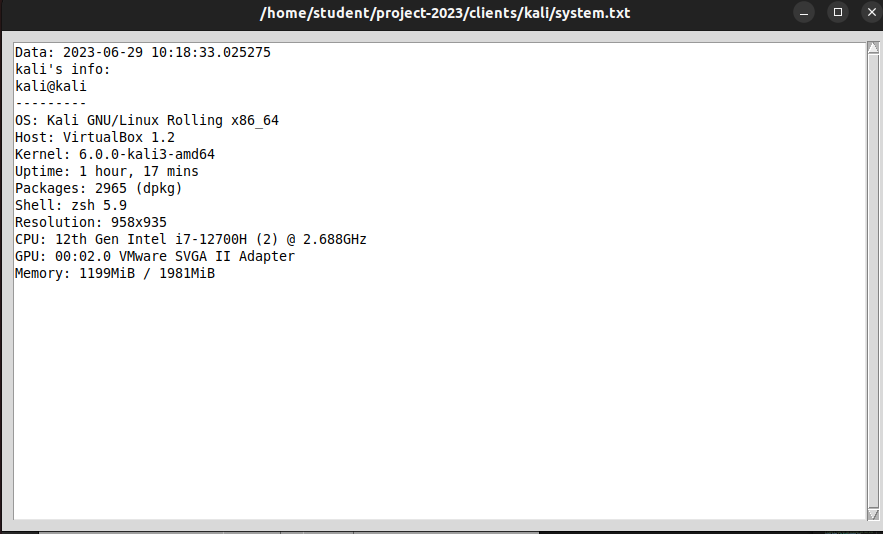 /home/student/project-2023/clients/kali/system.txt
Data: 2023-06-29 10:18:33.025275
kali's info:
kali@kali
---------
OS: Kali GNU/Linux Rolling x86_64
Host: VirtualBox 1.2
Kernel: 6.0.0-kali3-amd64
Uptime: 1 hour, 17 mins
Packages: 2965 (dpkg)
Shell: zsh 5.9
Resolution: 958x935
CPU: 12th Gen Intel i7-12700H (2) @ 2.688GHz
GPU: 00:02.0 VMware SVGA II Adapter
Memory: 1199MiB / 1981MiB